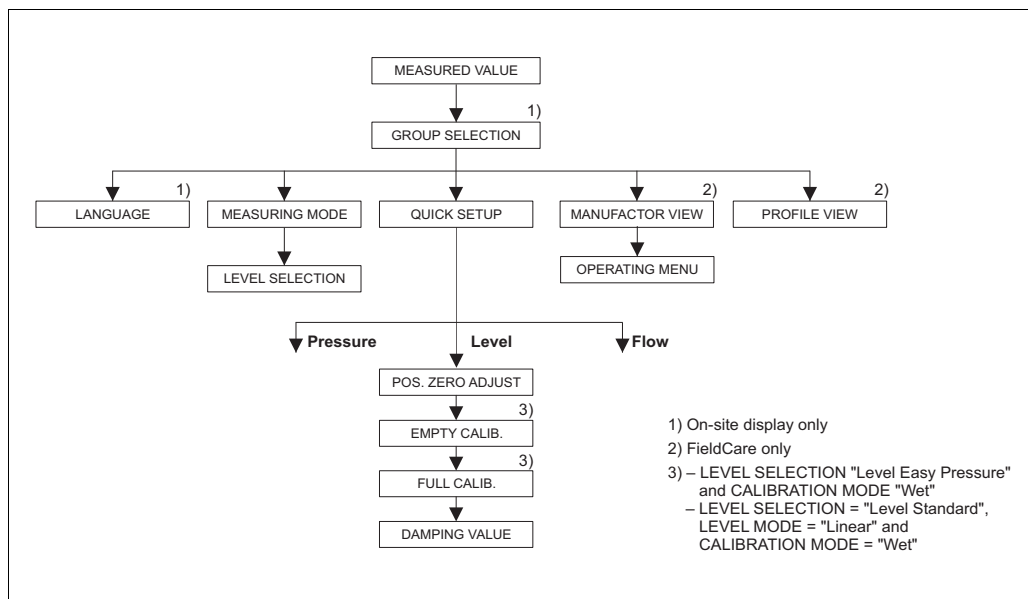 MEASURED VALUE
1)
GROUP SELECTION
1)
2)
2)
LANGUAGE
MEASURING MODE
QUICK SETUP
MANUFACTOR VIEW
PROFILE VIEW
LEVEL SELECTION
OPERATING MENU
Pressure
Level
Flow
POS. ZERO ADJUST
3)
EMPTY CALIB.
3)
FULL CALIB.
DAMPING VALUE
1) On-site display only
2) FieldCare only
3) – LEVEL SELECTION "Level Easy Pressure"
and CALIBRATION MODE "Wet"
– LEVEL SELECTION = "Level Standard",
LEVEL MODE = "Linear" and
CALIBRATION MODE = "Wet"